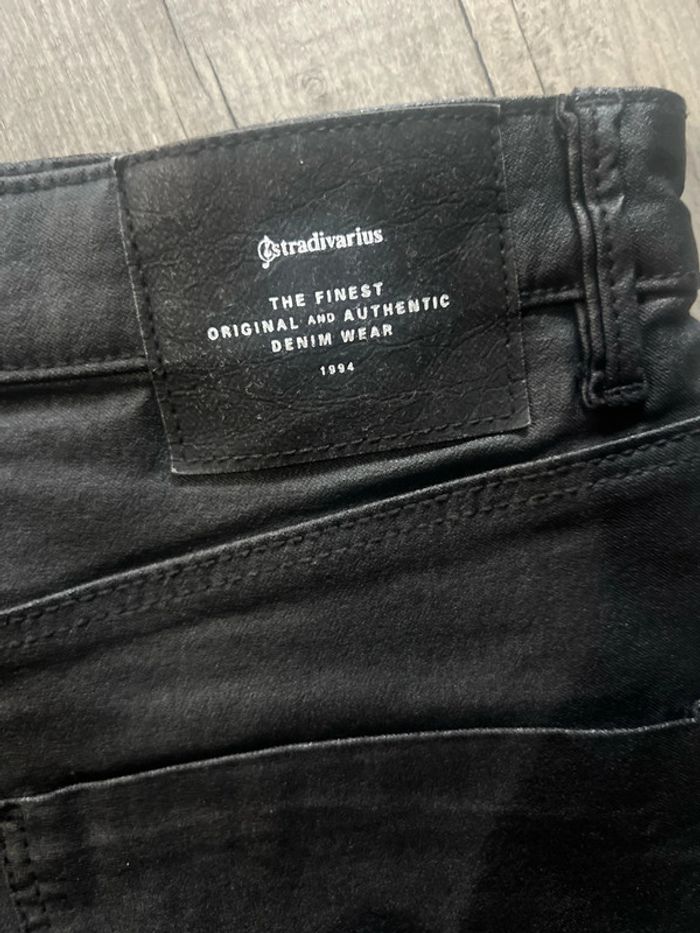 stradivarius
THE FINEST
ORIGINAL AND AUTHENTIC
DENIM WEAR
1994